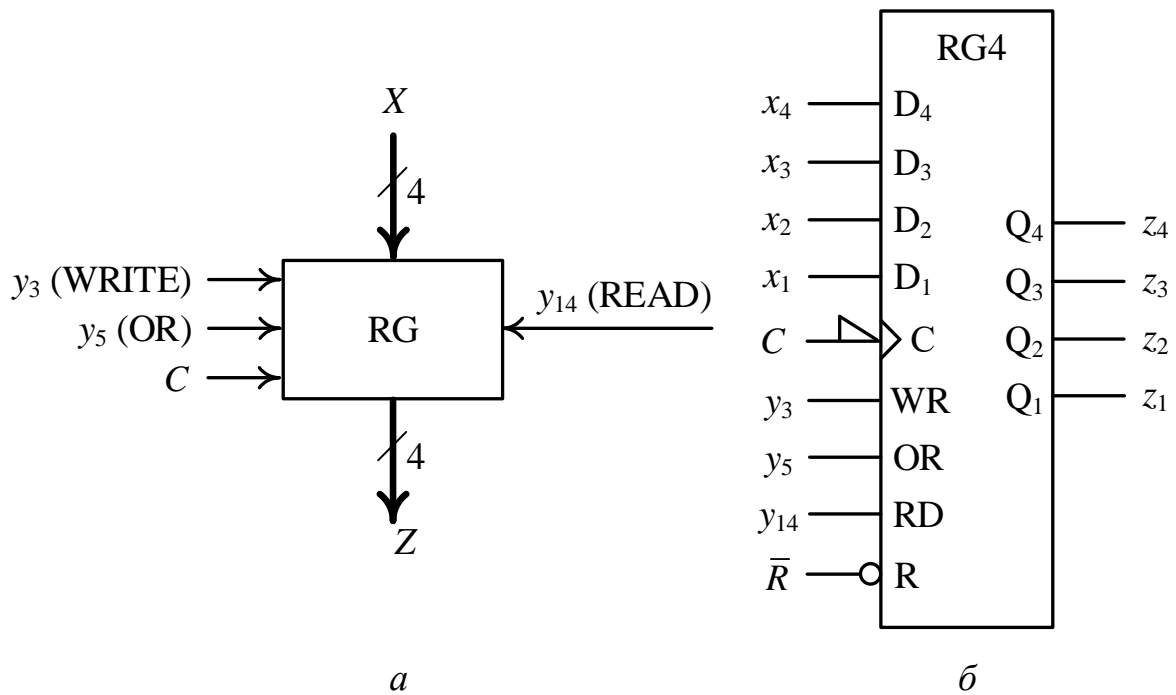 X
4
y₃ (WRITE)
y₅ (OR)
C
RG
y₁₄ (READ)
4
Z
а
RG4
x₄ D₄
x₃ D₃
x₂ D₂ Q₄ z₄
x₁ D₁ Q₃ z₃
C C Q₂ z₂
y₃ WR Q₁ z₁
y₅ OR
y₁₄ RD
R̅ R
б